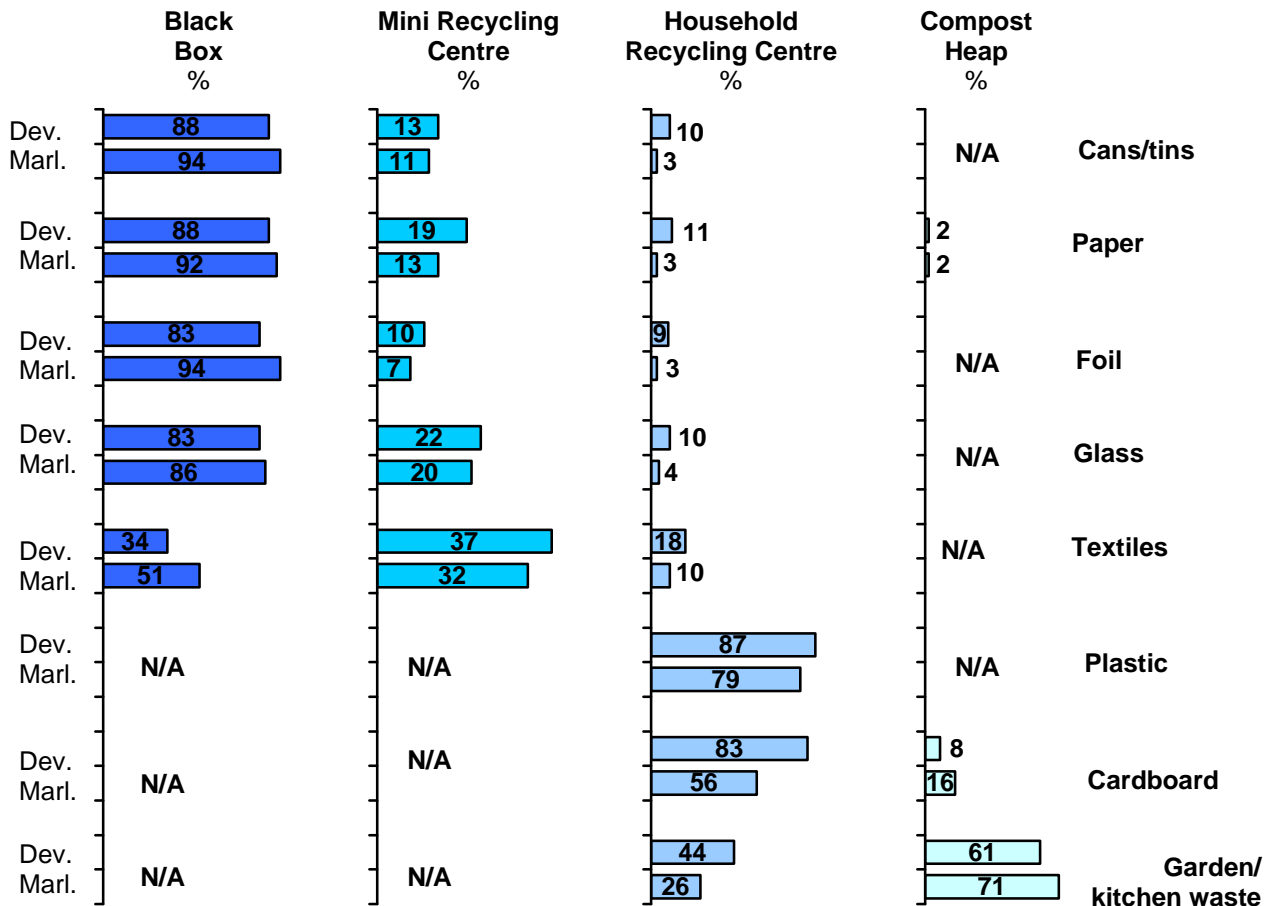 Black Box %
Mini Recycling Centre %
Household Recycling Centre %
Compost Heap %
Dev. 88 13 10
Marl. 94 11 3
N/A Cans/tins
Dev. 88 19 11 2
Marl. 92 13 3 2
Paper
Dev. 83 10 9
Marl. 94 7 3
N/A Foil
Dev. 83 22 10
Marl. 86 20 4
N/A Glass
Dev. 34 37 18
Marl. 51 32 10
N/A Textiles
Dev. 87
Marl. 79
N/A N/A N/A Plastic
Dev. 83 8
Marl. 56 16
N/A N/A Cardboard
Dev. 44 61
Marl. 26 71
N/A N/A Garden/
kitchen waste